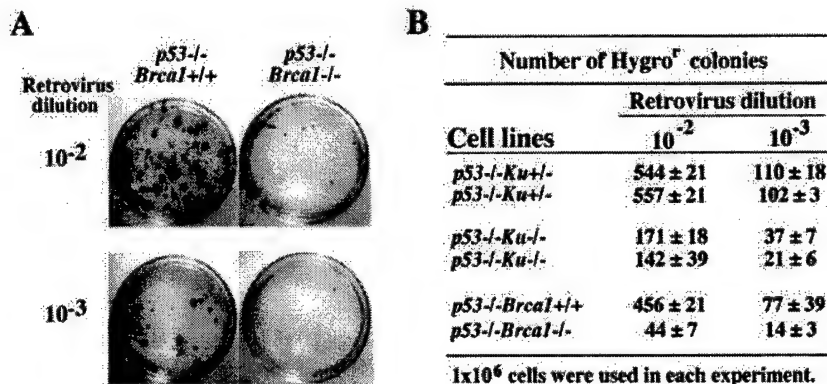 A
p53-/- p53-/-
Brca1+/+ Brca1-/-
Retrovirus
dilution
10-2
10-3
B
Number of Hygroʳ colonies
Retrovirus dilution
Cell lines 10-2 10-3
p53-/-Ku+/- 544 ± 21 110 ± 18
p53-/-Ku+/- 557 ± 21 102 ± 3
p53-/-Ku-/- 171 ± 18 37 ± 7
p53-/-Ku-/- 142 ± 39 21 ± 6
p53-/-Brca1+/+ 456 ± 21 77 ± 39
p53-/-Brca1-/- 44 ± 7 14 ± 3
1x10⁶ cells were used in each experiment.